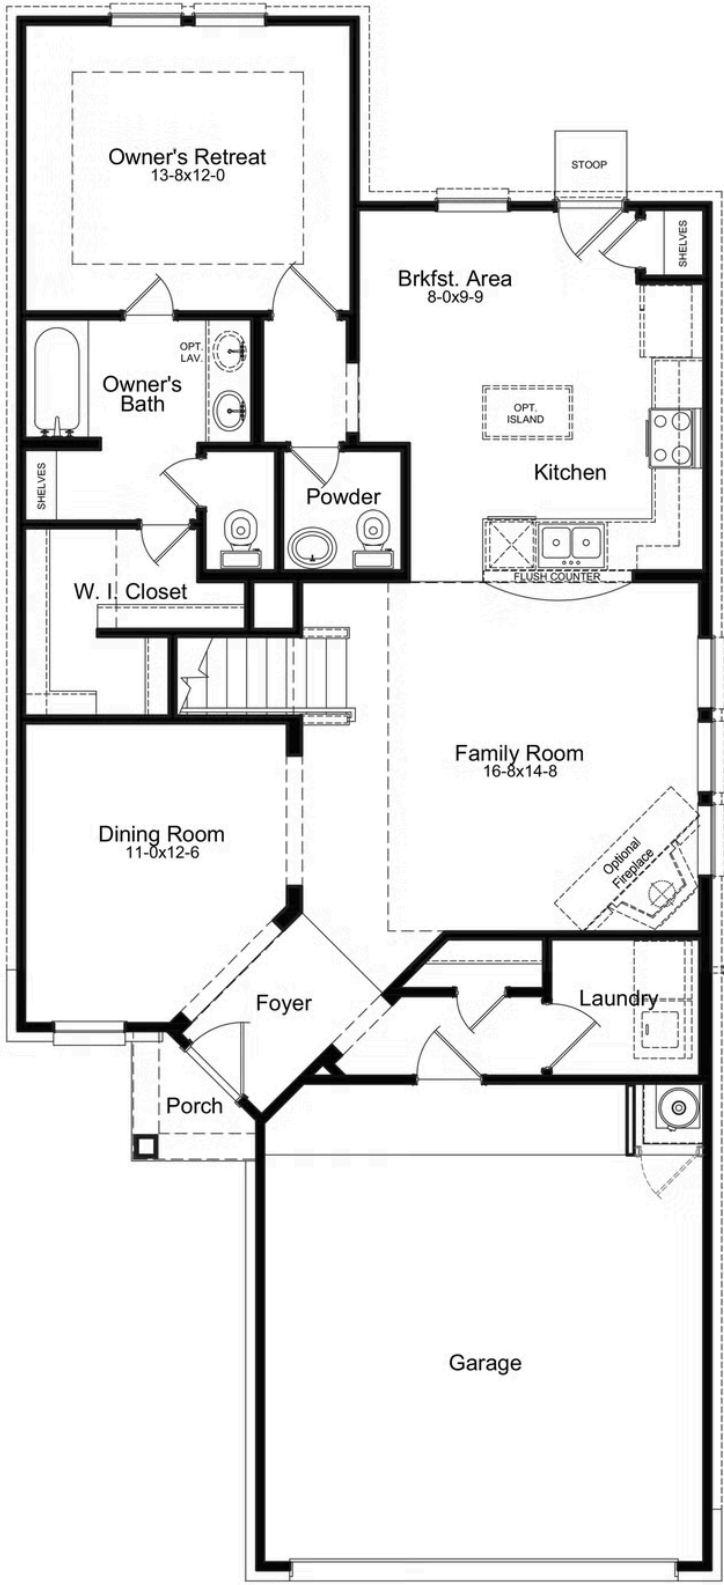 Owner's Retreat
13-8x12-0
STOOP
SHELVES
Brkfst. Area
8-0x9-9
OPT.
LAV.
Owner's
Bath
OPT.
ISLAND
SHELVES
Kitchen
Powder
FLUSH COUNTER
W. I. Closet
Family Room
16-8x14-8
Dining Room
11-0x12-6
Optional
Fireplace
Foyer
Laundry
Porch
Garage